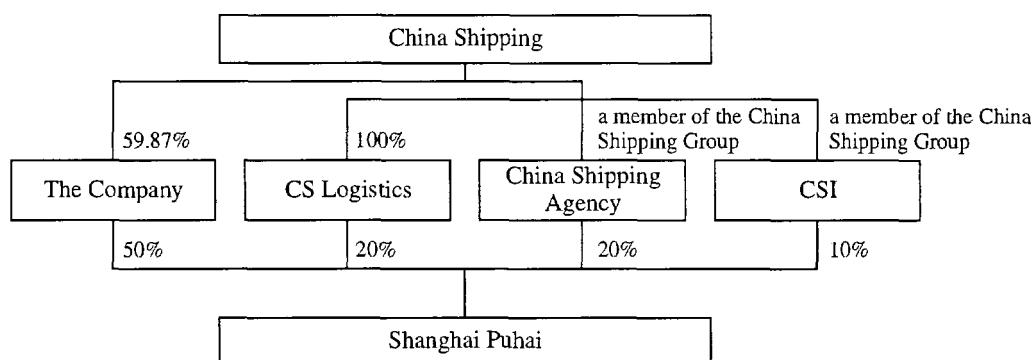 China Shipping
59.87%
100%
a member of the China
Shipping Group
a member of the China
Shipping Group
The Company
CS Logistics
China Shipping
Agency
CSI
50%
20%
20%
10%
Shanghai Puhai